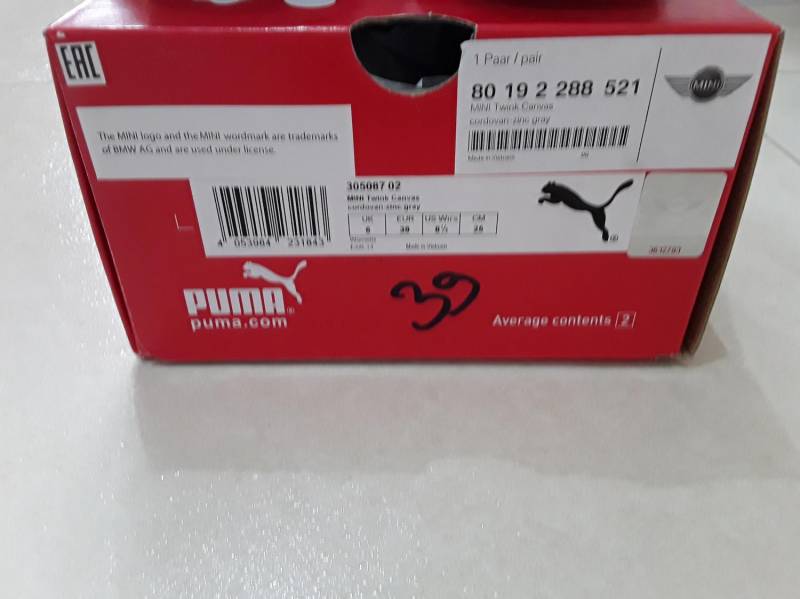 EAC
1 Paar / pair
80 19 2 288 521
MINI Twink Canvas
cordovan-zinc gray
Made in Vietnam
MINI
The MINI logo and the MINI wordmark are trademarks
of BMW AG and are used under license.
305087 02
MINI Twink Canvas
cordovan-zinc gray
UK EUR US Wn's CM
6 39 8½ 25
Warranty
Made in Vietnam
4 053984 231843
PUMA
puma.com
39
Average contents 2